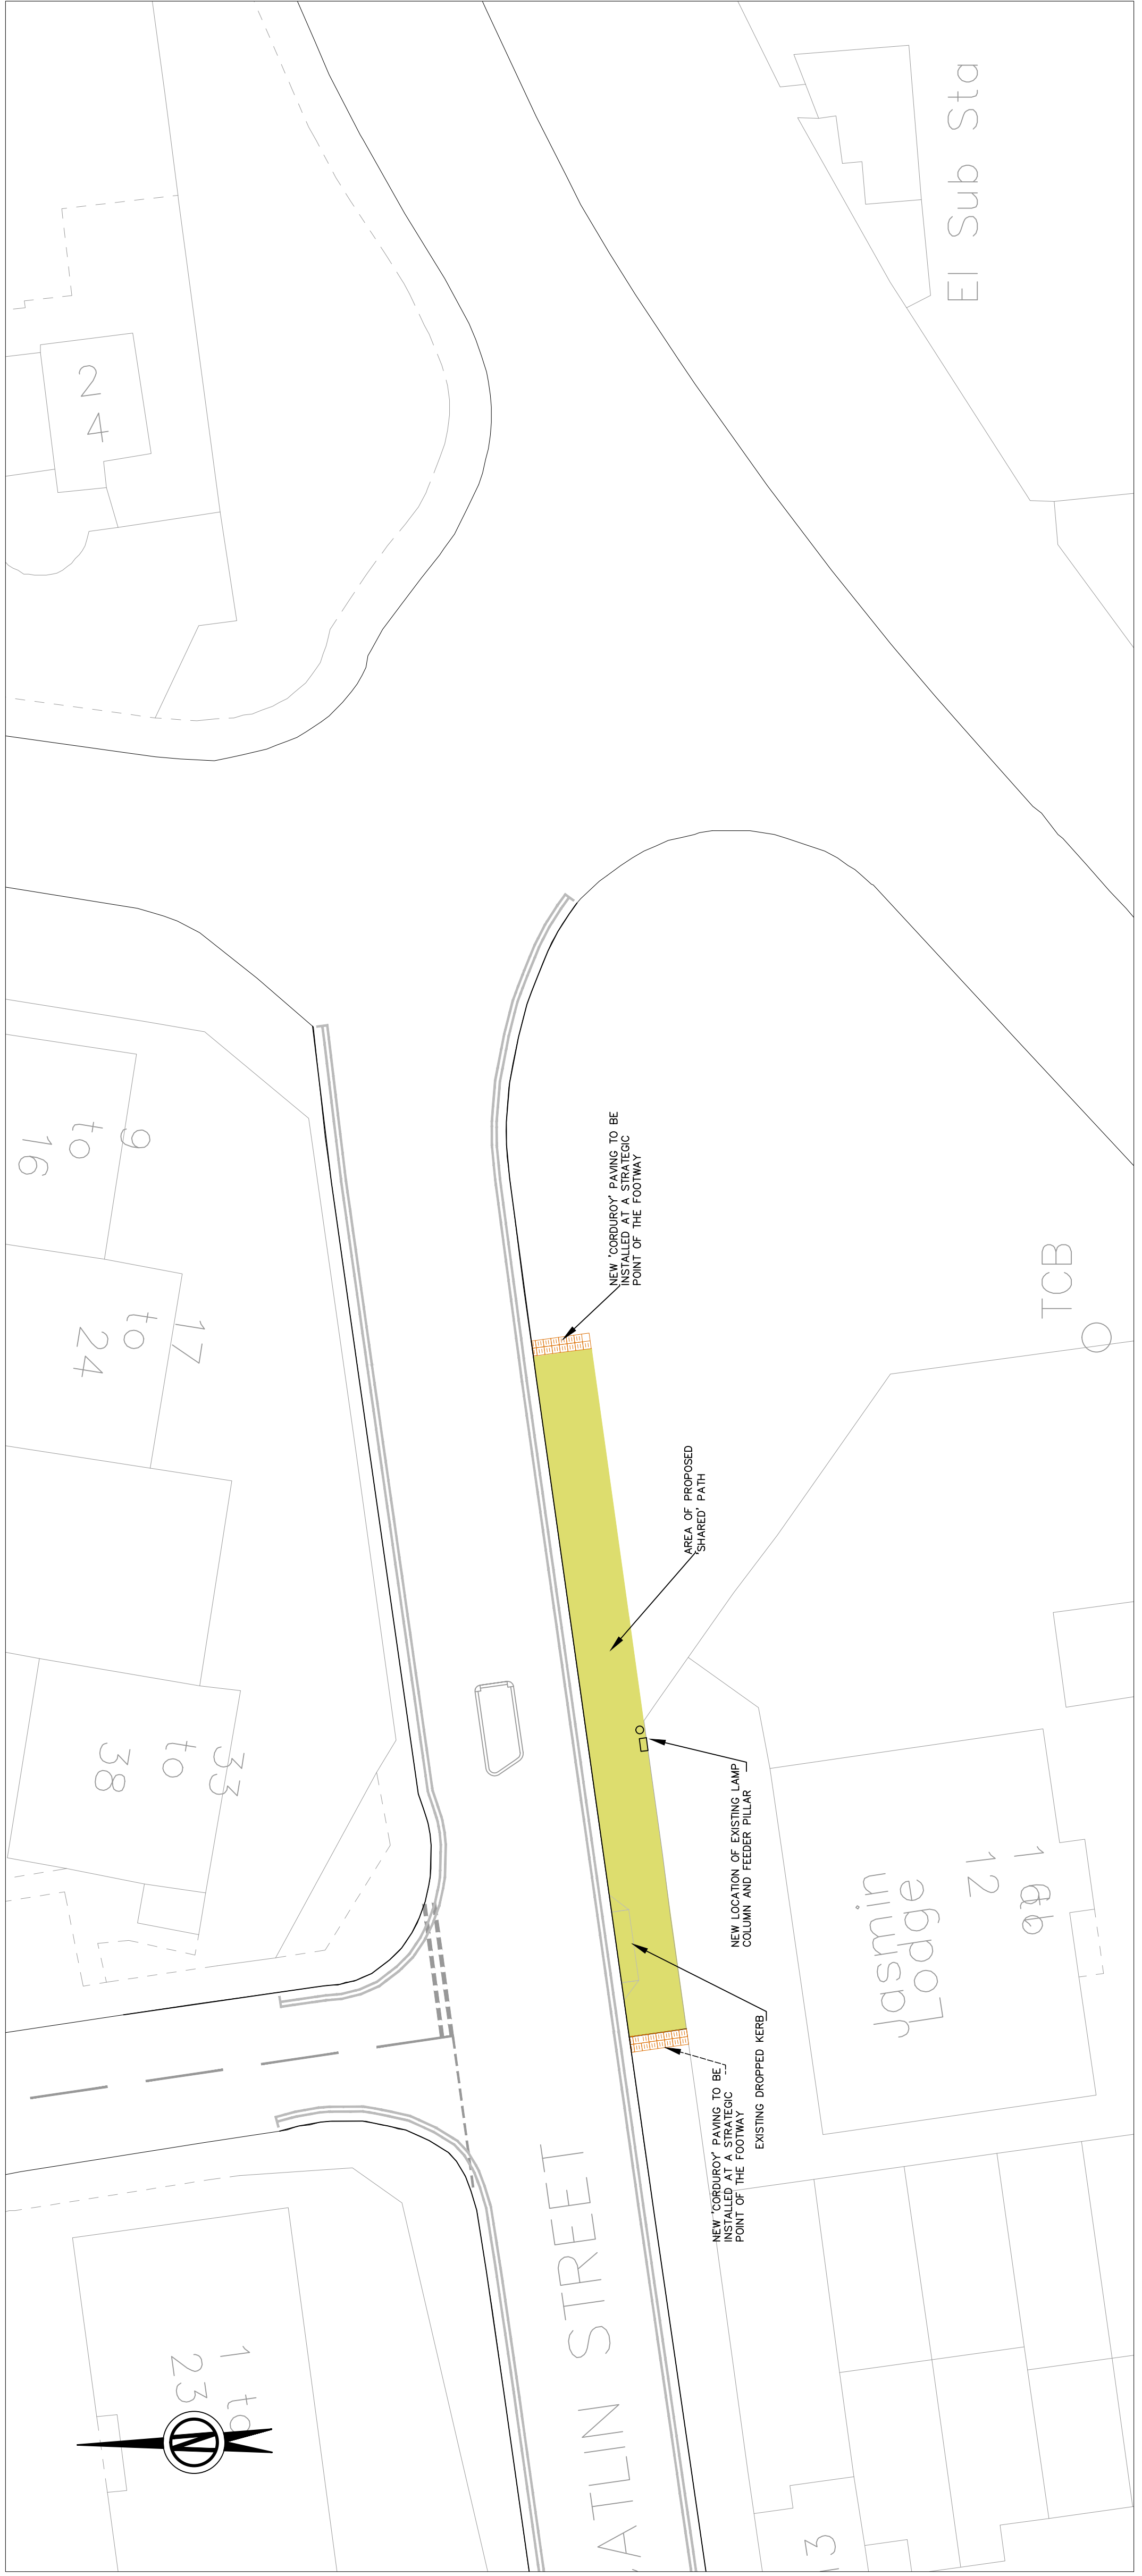 El Sub Sta
2
4
9
to
16
17
to
24
33
to
38
1 to
23
NEW 'CORDUROY' PAVING TO BE
INSTALLED AT A STRATEGIC
POINT OF THE FOOTWAY
AREA OF PROPOSED
'SHARED' PATH
TCB
NEW LOCATION OF EXISTING LAMP
COLUMN AND FEEDER PILLAR
EXISTING DROPPED KERB
NEW 'CORDUROY' PAVING TO BE
INSTALLED AT A STRATEGIC
POINT OF THE FOOTWAY
Jasmin
Lodge
12
ATLIN STREET